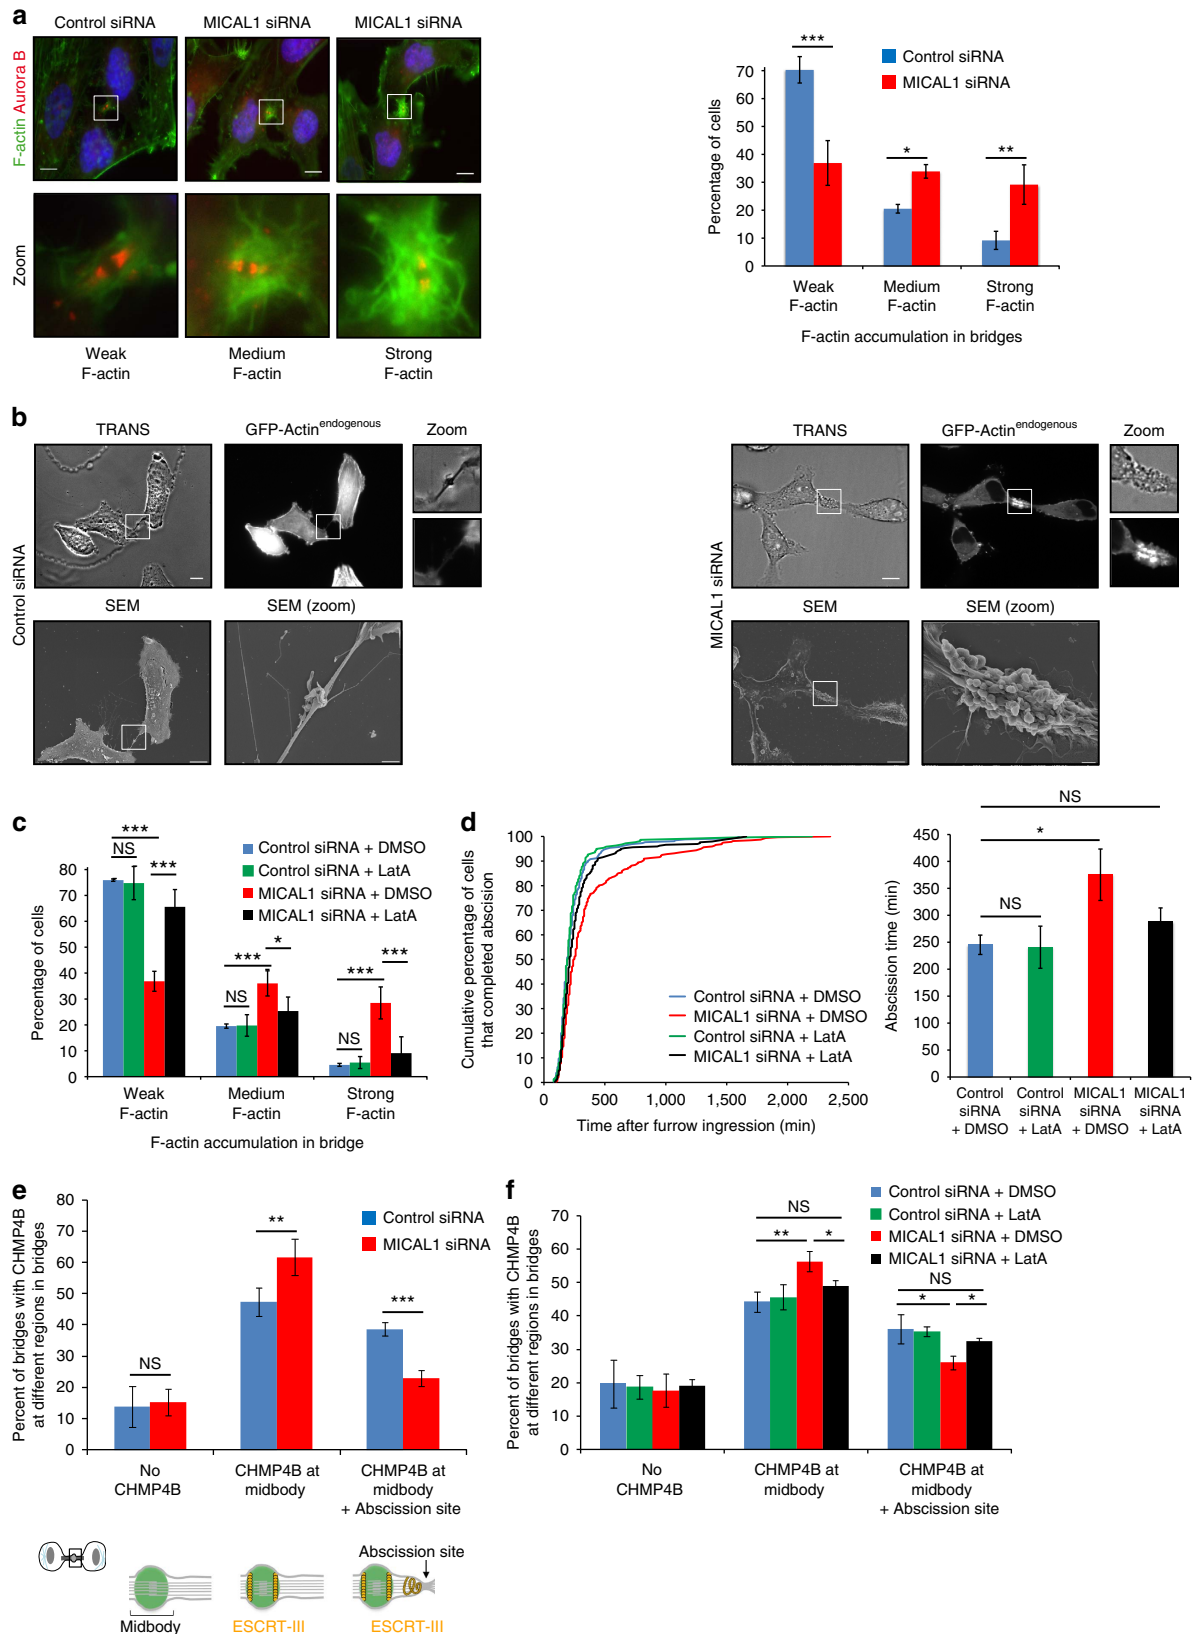 a
Control siRNA
MICAL1 siRNA
MICAL1 siRNA
F-actin Aurora B
Zoom
Weak
F-actin
Medium
F-actin
Strong
F-actin
***
*
**
Control siRNA
MICAL1 siRNA
Percentage of cells
70
60
50
40
30
20
10
0
Weak
F-actin
Medium
F-actin
Strong
F-actin
F-actin accumulation in bridges
b
Control siRNA
TRANS
GFP-Actinendogenous
Zoom
SEM
SEM (zoom)
MICAL1 siRNA
TRANS
GFP-Actinendogenous
Zoom
SEM
SEM (zoom)
c
***
NS
***
***
NS
*
***
NS
***
Control siRNA + DMSO
Control siRNA + LatA
MICAL1 siRNA + DMSO
MICAL1 siRNA + LatA
Percentage of cells
80
70
60
50
40
30
20
10
0
Weak
F-actin
Medium
F-actin
Strong
F-actin
F-actin accumulation in bridge
d
Cumulative percentage of cells
that completed abscision
100
90
80
70
60
50
40
30
20
10
0
Control siRNA + DMSO
MICAL1 siRNA + DMSO
Control siRNA + LatA
MICAL1 siRNA + LatA
0
500
1,000
1,500
2,000
2,500
Time after furrow ingression (min)
NS
*
NS
Abscission time (min)
450
400
350
300
250
200
150
100
50
0
Control
siRNA
+ DMSO
Control
siRNA
+ LatA
MICAL1
siRNA
+ DMSO
MICAL1
siRNA
+ LatA
e
Percent of bridges with CHMP4B
at different regions in bridges
80
70
60
50
40
30
20
10
0
NS
**
***
Control siRNA
MICAL1 siRNA
No
CHMP4B
CHMP4B at
midbody
CHMP4B at
midbody
+ Abscission site
Abscission site
Midbody
ESCRT-III
ESCRT-III
f
Percent of bridges with CHMP4B
at different regions in bridges
70
60
50
40
30
20
10
0
Control siRNA + DMSO
Control siRNA + LatA
MICAL1 siRNA + DMSO
MICAL1 siRNA + LatA
NS
**
*
NS
*
*
No
CHMP4B
CHMP4B at
midbody
CHMP4B at
midbody
+ Abscission site